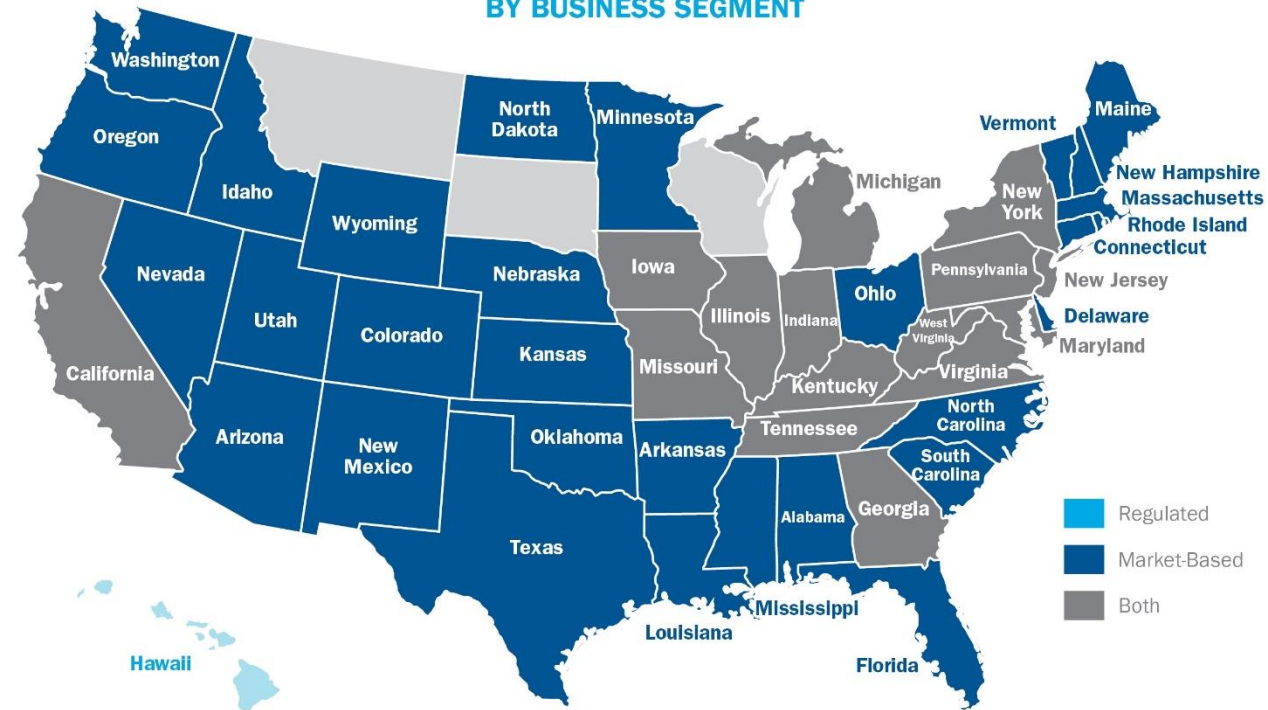 BY BUSINESS SEGMENT
Washington
Oregon
Idaho
North
Dakota
Minnesota
Wyoming
Nevada
Utah
Colorado
Nebraska
Kansas
California
Arizona
New
Mexico
Oklahoma
Texas
Iowa
Missouri
Arkansas
Illinois
Indiana
Michigan
Ohio
Kentucky
Tennessee
West
Virginia
Virginia
Pennsylvania
New
York
Vermont
Maine
New Hampshire
Massachusetts
Rhode Island
Connecticut
New Jersey
Delaware
Maryland
North
Carolina
South
Carolina
Georgia
Alabama
Mississippi
Louisiana
Florida
Hawaii
Regulated
Market-Based
Both